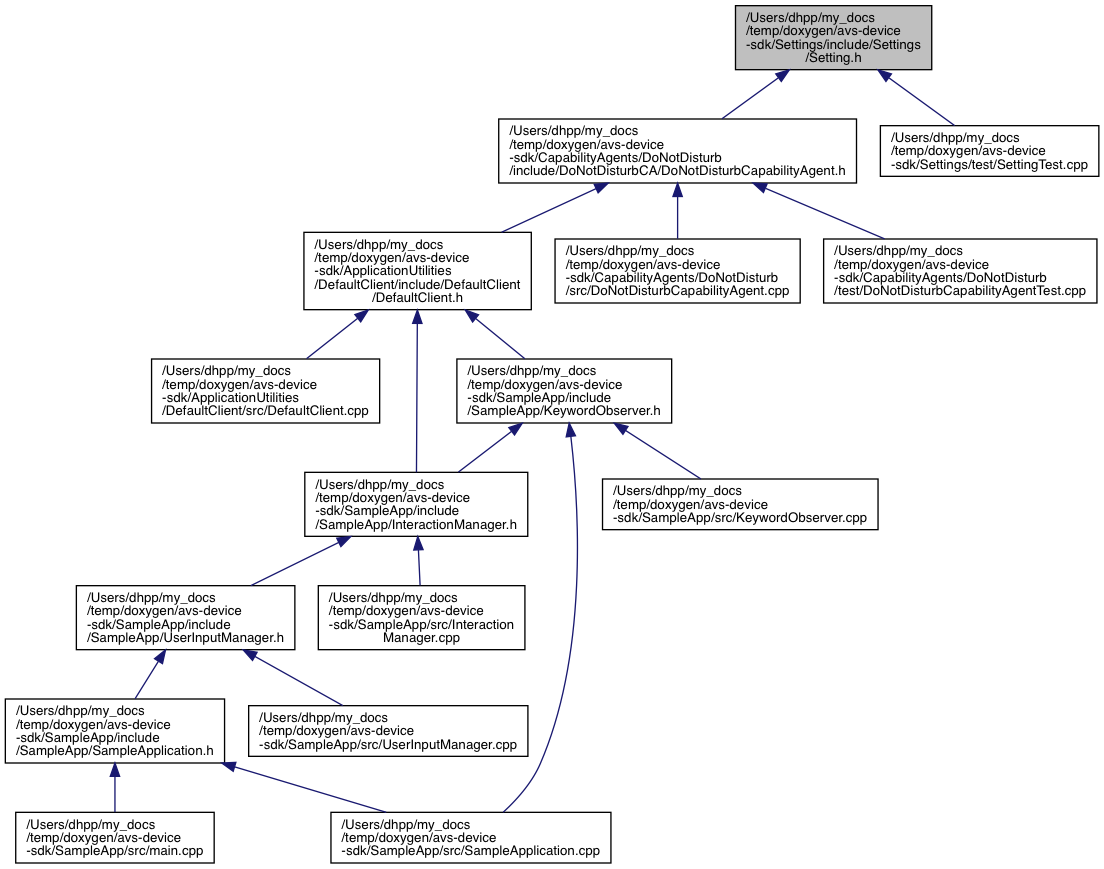 /Users/dhpp/my_docs
/temp/doxygen/avs-device
-sdk/Settings/include/Settings
/Setting.h
/Users/dhpp/my_docs
/temp/doxygen/avs-device
-sdk/CapabilityAgents/DoNotDisturb
/include/DoNotDisturbCA/DoNotDisturbCapabilityAgent.h
/Users/dhpp/my_docs
/temp/doxygen/avs-device
-sdk/Settings/test/SettingTest.cpp
/Users/dhpp/my_docs
/temp/doxygen/avs-device
-sdk/ApplicationUtilities
/DefaultClient/include/DefaultClient
/DefaultClient.h
/Users/dhpp/my_docs
/temp/doxygen/avs-device
-sdk/CapabilityAgents/DoNotDisturb
/src/DoNotDisturbCapabilityAgent.cpp
/Users/dhpp/my_docs
/temp/doxygen/avs-device
-sdk/CapabilityAgents/DoNotDisturb
/test/DoNotDisturbCapabilityAgentTest.cpp
/Users/dhpp/my_docs
/temp/doxygen/avs-device
-sdk/ApplicationUtilities
/DefaultClient/src/DefaultClient.cpp
/Users/dhpp/my_docs
/temp/doxygen/avs-device
-sdk/SampleApp/include
/SampleApp/KeywordObserver.h
/Users/dhpp/my_docs
/temp/doxygen/avs-device
-sdk/SampleApp/include
/SampleApp/InteractionManager.h
/Users/dhpp/my_docs
/temp/doxygen/avs-device
-sdk/SampleApp/src/KeywordObserver.cpp
/Users/dhpp/my_docs
/temp/doxygen/avs-device
-sdk/SampleApp/include
/SampleApp/UserInputManager.h
/Users/dhpp/my_docs
/temp/doxygen/avs-device
-sdk/SampleApp/src/Interaction
Manager.cpp
/Users/dhpp/my_docs
/temp/doxygen/avs-device
-sdk/SampleApp/include
/SampleApp/SampleApplication.h
/Users/dhpp/my_docs
/temp/doxygen/avs-device
-sdk/SampleApp/src/UserInputManager.cpp
/Users/dhpp/my_docs
/temp/doxygen/avs-device
-sdk/SampleApp/src/main.cpp
/Users/dhpp/my_docs
/temp/doxygen/avs-device
-sdk/SampleApp/src/SampleApplication.cpp